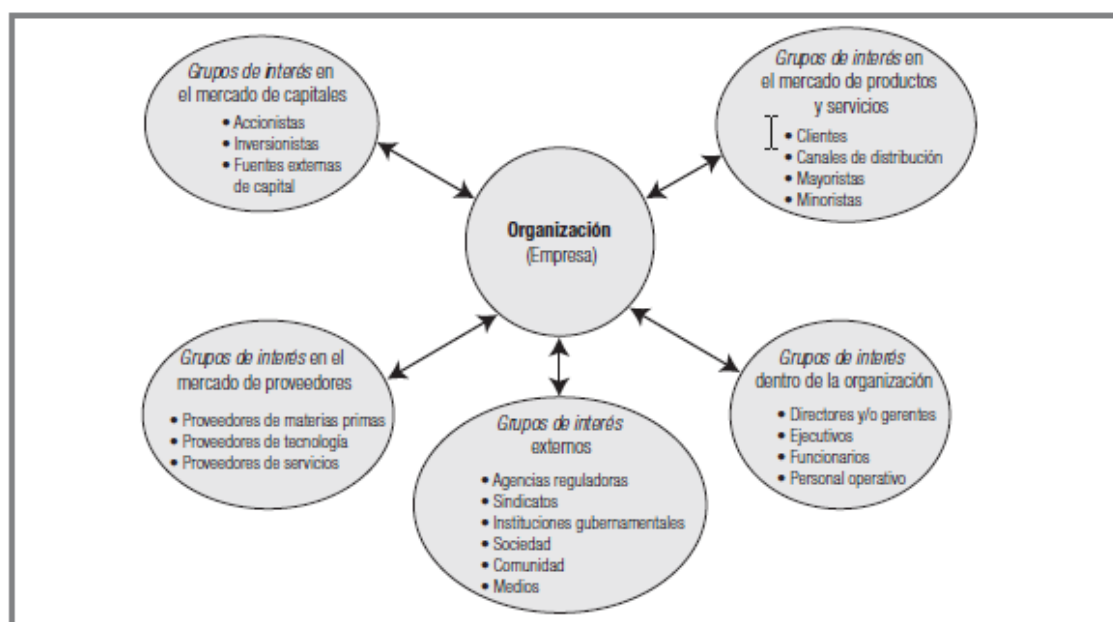 Grupos de interés en
el mercado de capitales
• Accionistas
• Inversionistas
• Fuentes externas
de capital
Grupos de interés en
el mercado de productos
y servicios
• Clientes
• Canales de distribución
• Mayoristas
• Minoristas
Organización
(Empresa)
Grupos de interés en el
mercado de proveedores
• Proveedores de materias primas
• Proveedores de tecnología
• Proveedores de servicios
Grupos de interés
externos
• Agencias reguladoras
• Sindicatos
• Instituciones gubernamentales
• Sociedad
• Comunidad
• Medios
Grupos de interés
dentro de la organización
• Directores y/o gerentes
• Ejecutivos
• Funcionarios
• Personal operativo